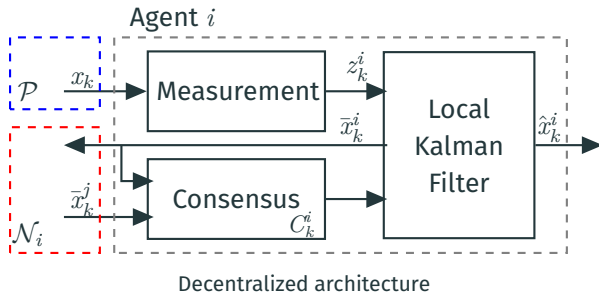 Agent i
𝒫
x_k
Measurement
z_k^i
Local
Kalman
Filter
x̄_k^i
x̂_k^i
x̄_k^j
𝒩_i
Consensus
C_k^i
Decentralized architecture